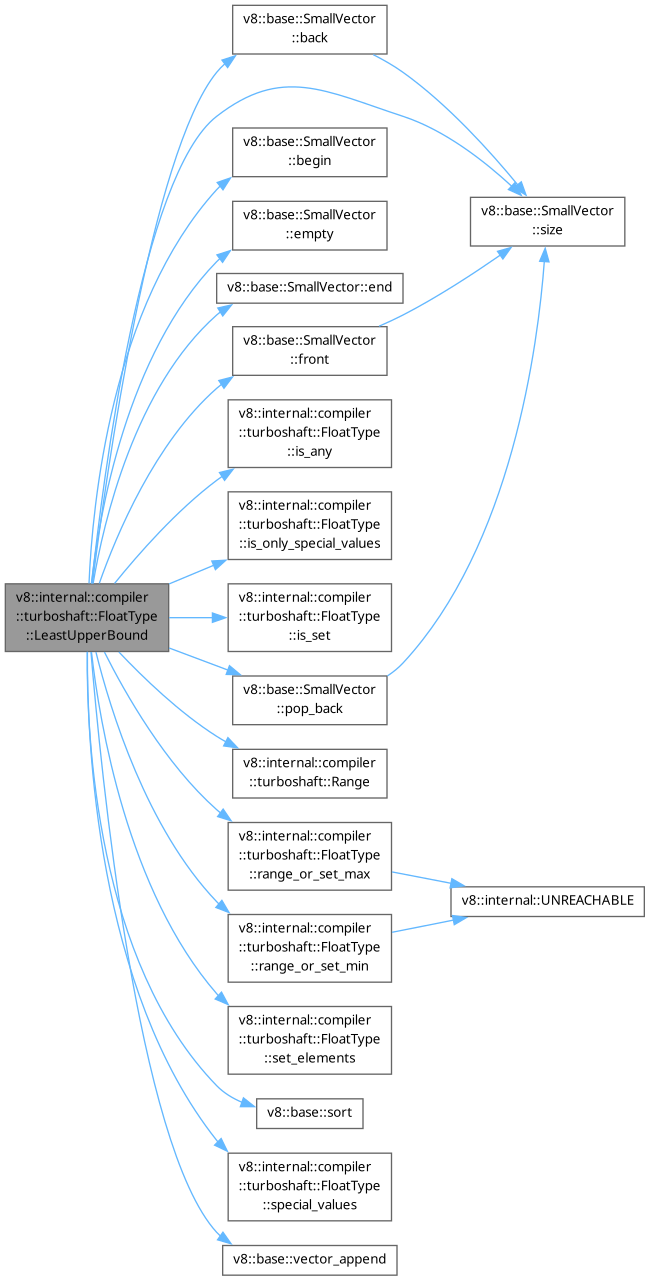 v8::base::SmallVector
::back
v8::base::SmallVector
::begin
v8::base::SmallVector
::size
v8::base::SmallVector
::empty
v8::base::SmallVector::end
v8::base::SmallVector
::front
v8::internal::compiler
::turboshaft::FloatType
::is_any
v8::internal::compiler
::turboshaft::FloatType
::is_only_special_values
v8::internal::compiler
::turboshaft::FloatType
::LeastUpperBound
v8::internal::compiler
::turboshaft::FloatType
::is_set
v8::base::SmallVector
::pop_back
v8::internal::compiler
::turboshaft::Range
v8::internal::compiler
::turboshaft::FloatType
::range_or_set_max
v8::internal::UNREACHABLE
v8::internal::compiler
::turboshaft::FloatType
::range_or_set_min
v8::internal::compiler
::turboshaft::FloatType
::set_elements
v8::base::sort
v8::internal::compiler
::turboshaft::FloatType
::special_values
v8::base::vector_append